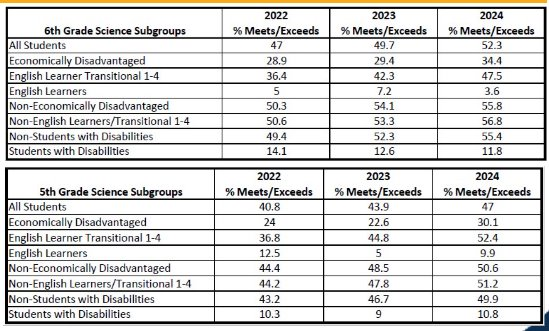 2022 2023 2024
6th Grade Science Subgroups % Meets/Exceeds % Meets/Exceeds % Meets/Exceeds
All Students 47 49.7 52.3
Economically Disadvantaged 28.9 29.4 34.4
English Learner Transitional 1-4 36.4 42.3 47.5
English Learners 5 7.2 3.6
Non-Economically Disadvantaged 50.3 54.1 55.8
Non-English Learners/Transitional 1-4 50.6 53.3 56.8
Non-Students with Disabilities 49.4 52.3 55.4
Students with Disabilities 14.1 12.6 11.8
2022 2023 2024
5th Grade Science Subgroups % Meets/Exceeds % Meets/Exceeds % Meets/Exceeds
All Students 40.8 43.9 47
Economically Disadvantaged 24 22.6 30.1
English Learner Transitional 1-4 36.8 44.8 52.4
English Learners 12.5 5 9.9
Non-Economically Disadvantaged 44.4 48.5 50.6
Non-English Learners/Transitional 1-4 44.2 47.8 51.2
Non-Students with Disabilities 43.2 46.7 49.9
Students with Disabilities 10.3 9 10.8